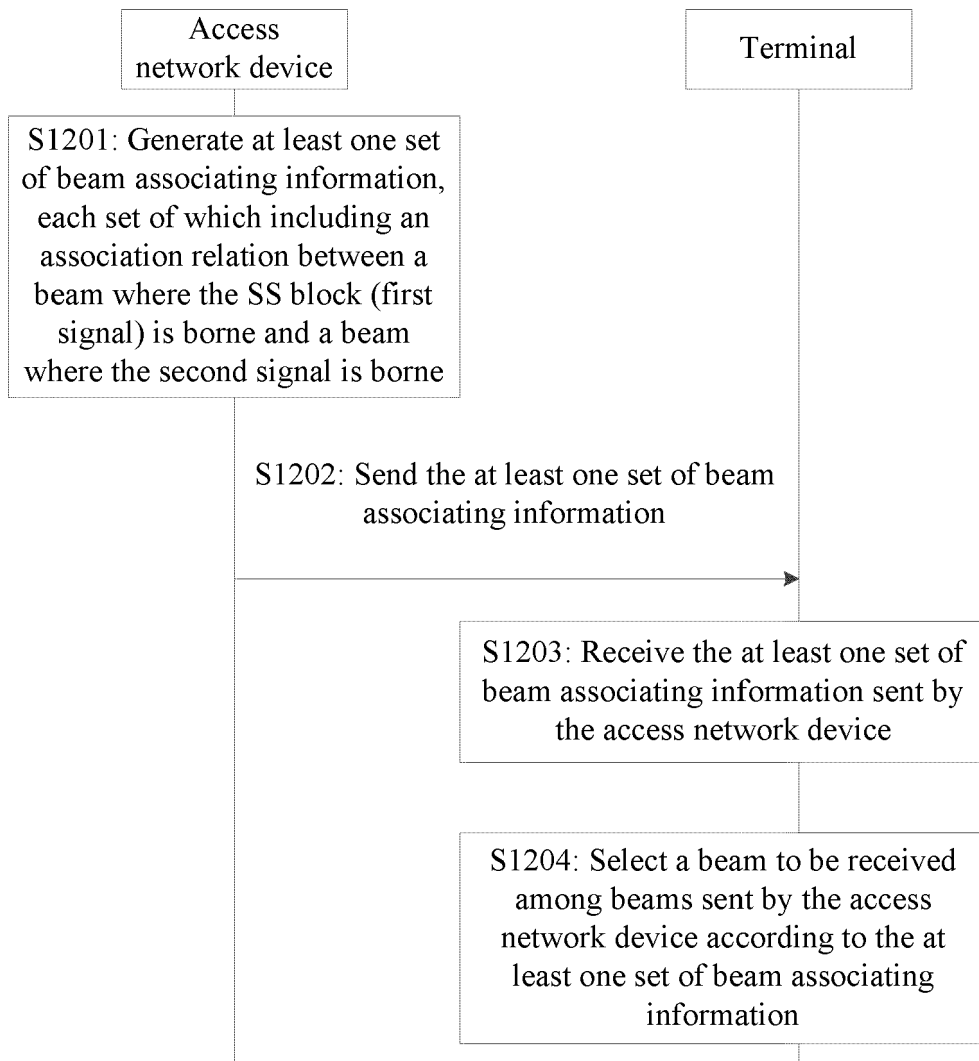 Access
network device
Terminal
S1201: Generate at least one set
of beam associating information,
each set of which including an
association relation between a
beam where the SS block (first
signal) is borne and a beam
where the second signal is borne
S1202: Send the at least one set of beam
associating information
S1203: Receive the at least one set of
beam associating information sent by
the access network device
S1204: Select a beam to be received
among beams sent by the access
network device according to the at
least one set of beam associating
information